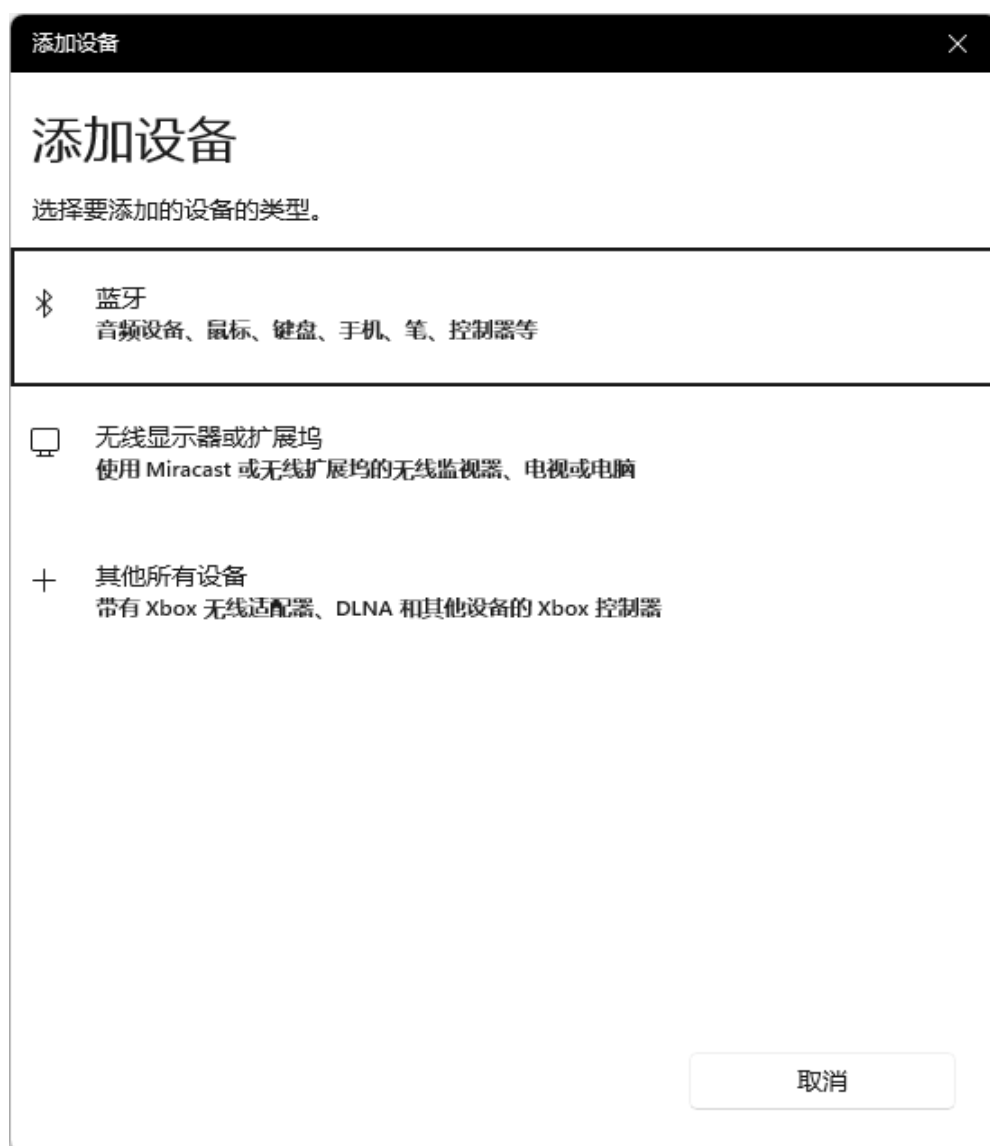 添加设备
添加设备
选择要添加的设备的类型。
蓝牙
音频设备、鼠标、键盘、手机、笔、控制器等
无线显示器或扩展坞
使用 Miracast 或无线扩展坞的无线监视器、电视或电脑
其他所有设备
带有 Xbox 无线适配器、DLNA 和其他设备的 Xbox 控制器
取消